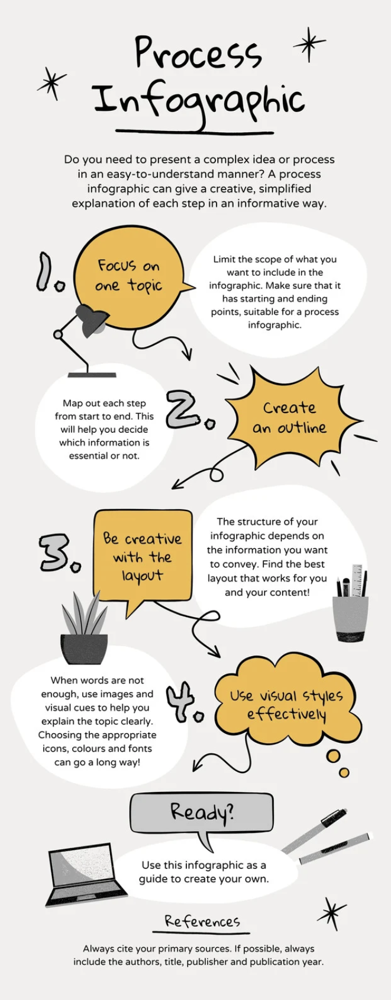 Process
Infographic
Do you need to present a complex idea or process
in an easy-to-understand manner? A process
infographic can give a creative, simplified
explanation of each step in an informative way.
1.
Focus on
one topic
Limit the scope of what you
want to include in the
infographic. Make sure that it
has starting and ending
points, suitable for a process
infographic.
2.
Create
an outline
Map out each step
from start to end. This
will help you decide
which information is
essential or not.
3.
Be creative
with the
layout
The structure of your
infographic depends on
the information you want
to convey. Find the best
layout that works for you
and your content!
4.
Use visual styles
effectively
When words are not
enough, use images and
visual cues to help you
explain the topic clearly.
Choosing the appropriate
icons, colours and fonts
can go a long way!
Ready?
Use this infographic as a
guide to create your own.
References
Always cite your primary sources. If possible, always
include the authors, title, publisher and publication year.